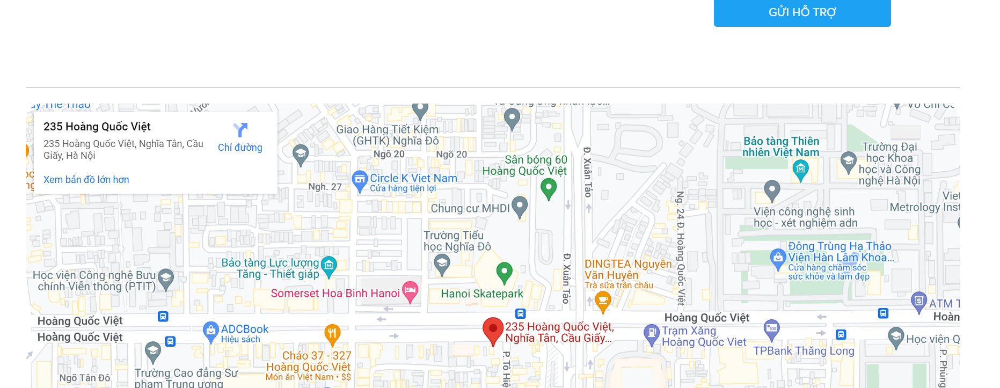 GỬI HỖ TRỢ
235 Hoàng Quốc Việt
235 Hoàng Quốc Việt, Nghĩa Tân, Cầu
Giấy, Hà Nội
Chỉ đường
Xem bản đồ lớn hơn
Giao Hàng Tiết Kiệm
(GHTK) Nghĩa Đô
Ngõ 20
Ngõ 20
Sân bóng 60
Hoàng Quốc Việt
Đ. Xuân Tảo
Bảo tàng Thiên
nhiên Việt Nam
Trường Đại
học Khoa
học và Công
nghệ Hà Nội
Circle K Viet Nam
Cửa hàng tiện lợi
Ngh. 27
Chung cư MHDI
Ng. 24 Đ. Hoàng Quốc Việt
Viện công nghệ sinh
học - xét nghiệm adn
Viet
Metrology Inst
Trường Tiểu
học Nghĩa Đô
Bảo tàng Lực lượng
Tăng - Thiết giáp
Học viện Công nghệ Bưu
chính Viễn thông (PTIT)
Somerset Hoa Binh Hanoi
Hanoi Skatepark
Đ. Xuân Tảo
DINGTEA Nguyễn
Văn Huyên
Trà sữa trân châu
Đông Trùng Hạ Thảo
Viện Hàn Lâm Khoa...
Cửa hàng chăm sóc
sức khỏe và làm đẹp
ATM T
Hoàng Quốc Việt
Hoàng Quốc Việt
Hoàng Quốc Việt
Hoàn
ADCBook
Hiệu sách
235 Hoàng Quốc Việt,
Nghĩa Tân, Cầu Giấy...
Trạm Xăng
Hoàng Quốc Viet
TPBank Thăng Long
Học viện Q
Cháo 37 - 327
Hoàng Quốc Việt
Món ăn Việt Nam • $$
Trường Cao đẳng Sư
phạm Trung ương
Ngõ Tân Đô
P. Tô Hiệ
P. Phùng